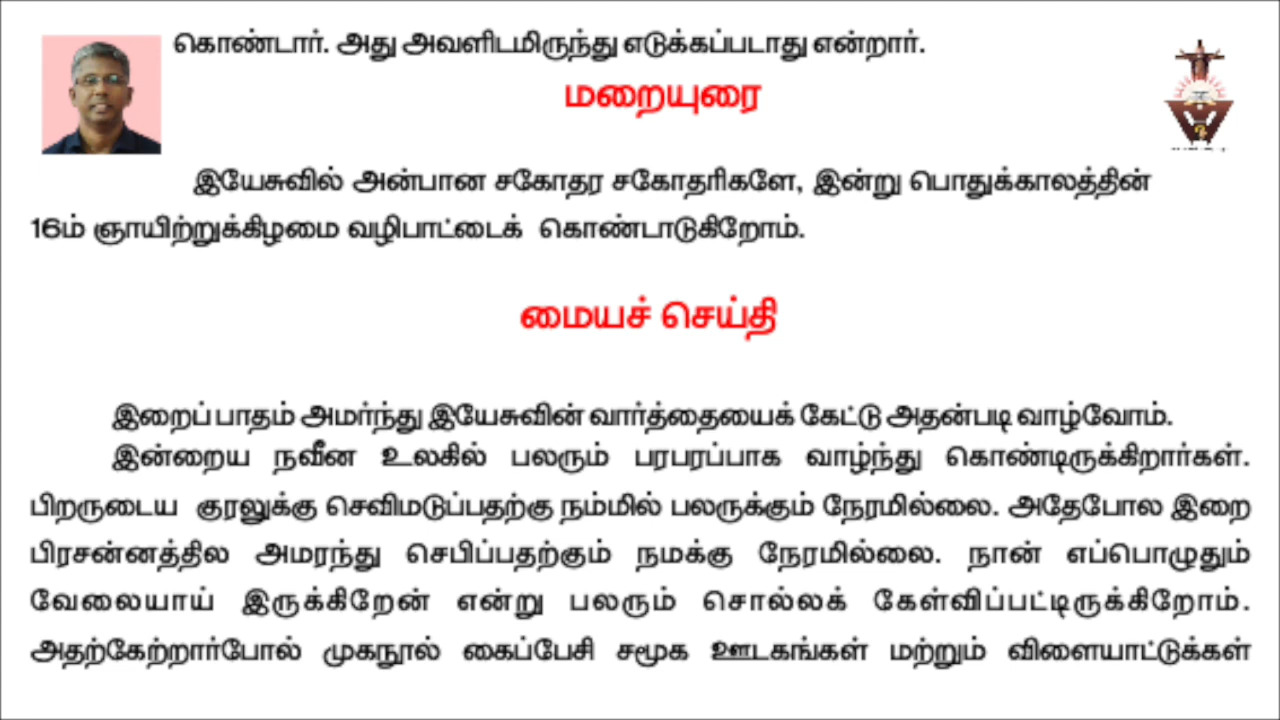 கொண்டார். அது அவளிடமிருந்து எடுக்கப்படாது என்றார்.
மறையுரை
இயேசுவில் அன்பான சகோதர சகோதரிகளே, இன்று பொதுக்காலத்தின்
16ம் ஞாயிற்றுக்கிழமை வழிபாட்டைக் கொண்டாடுகிறோம்.
மையச் செய்தி
இறைப் பாதம் அமர்ந்து இயேசுவின் வார்த்தையைக் கேட்டு அதன்படி வாழ்வோம்.
இன்றைய நவீன உலகில் பலரும் பரபரப்பாக வாழ்ந்து கொண்டிருக்கிறார்கள்.
பிறருடைய குரலுக்கு செவிமடுப்பதற்கு நம்மில் பலருக்கும் நேரமில்லை. அதேபோல இறை
பிரசன்னத்தில அமரந்து செபிப்பதற்கும் நமக்கு நேரமில்லை. நான் எப்பொழுதும்
வேலையாய் இருக்கிறேன் என்று பலரும் சொல்லக் கேள்விப்பட்டிருக்கிறோம்.
அதற்கேற்றார்போல் முகநூல் கைப்பேசி சமூக ஊடகங்கள் மற்றும் விளையாட்டுக்கள்